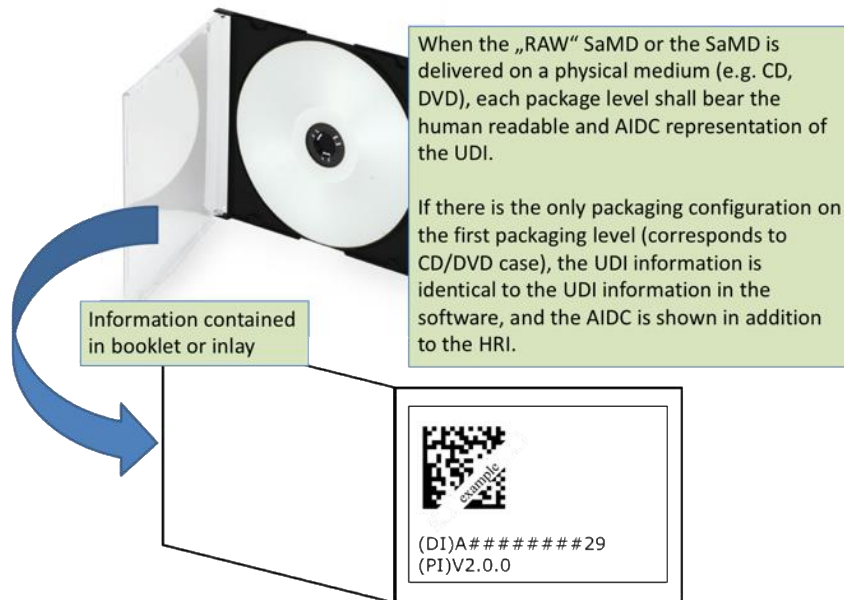 When the „RAW“ SaMD or the SaMD is
delivered on a physical medium (e.g. CD,
DVD), each package level shall bear the
human readable and AIDC representation of
the UDI.
If there is the only packaging configuration on
the first packaging level (corresponds to
CD/DVD case), the UDI information is
identical to the UDI information in the
software, and the AIDC is shown in addition
to the HRI.
Information contained
in booklet or inlay
example
(DI)A########29
(PI)V2.0.0